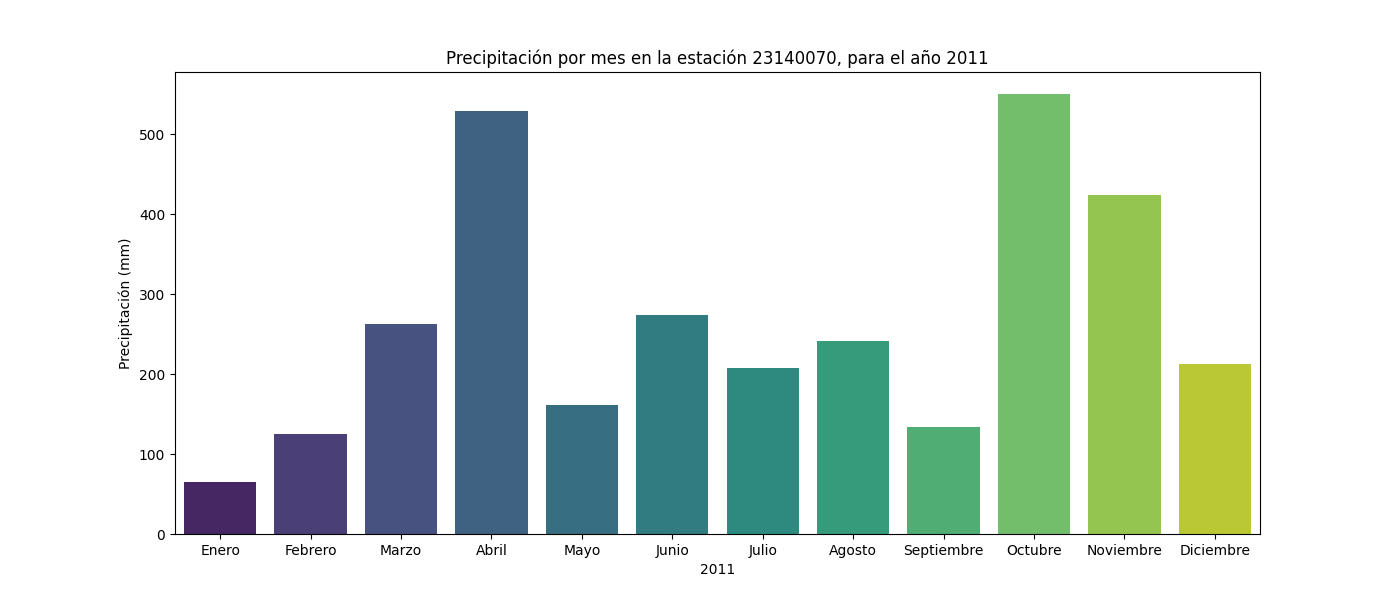 Precipitación por mes en la estación 23140070, para el año 2011
Precipitación (mm)
500
400
300
200
100
0
Enero Febrero Marzo Abril Mayo Junio Julio Agosto Septiembre Octubre Noviembre Diciembre
2011